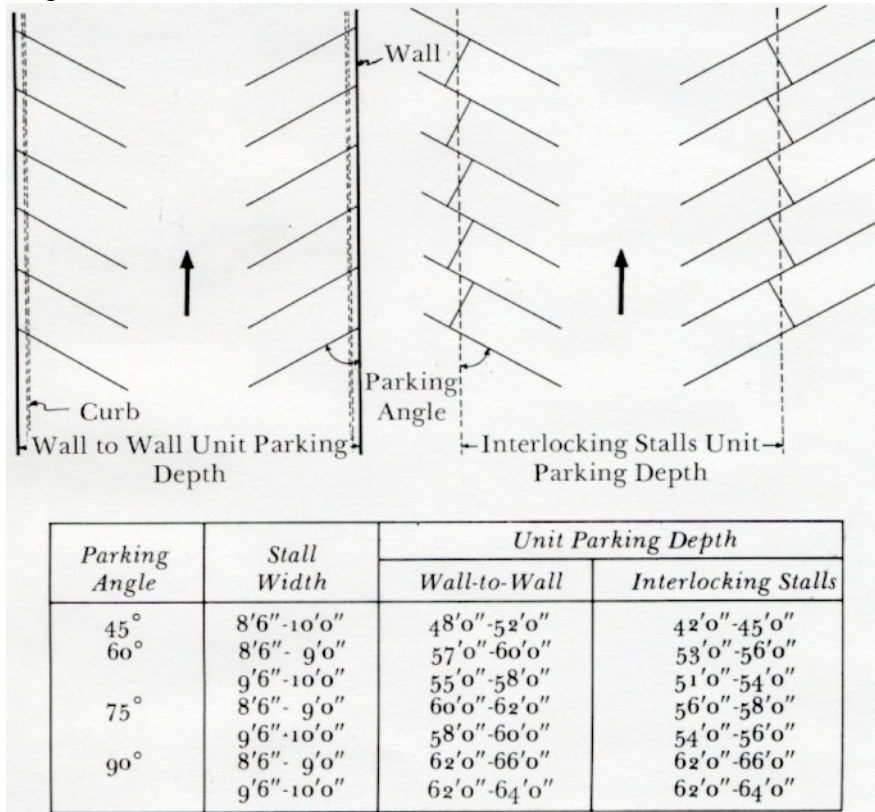 Wall
Parking
Angle
Curb
Wall to Wall Unit Parking
Depth
Interlocking Stalls Unit
Parking Depth
Parking Angle Stall Width Unit Parking Depth
Wall-to-Wall Interlocking Stalls
45° 8'6"-10'0" 48'0"-52'0" 42'0"-45'0"
60° 8'6"- 9'0" 57'0"-60'0" 53'0"-56'0"
9'6"-10'0" 55'0"-58'0" 51'0"-54'0"
75° 8'6"- 9'0" 60'0"-62'0" 56'0"-58'0"
9'6"-10'0" 58'0"-60'0" 54'0"-56'0"
90° 8'6"- 9'0" 62'0"-66'0" 62'0"-66'0"
9'6"-10'0" 62'0"-64'0" 62'0"-64'0"